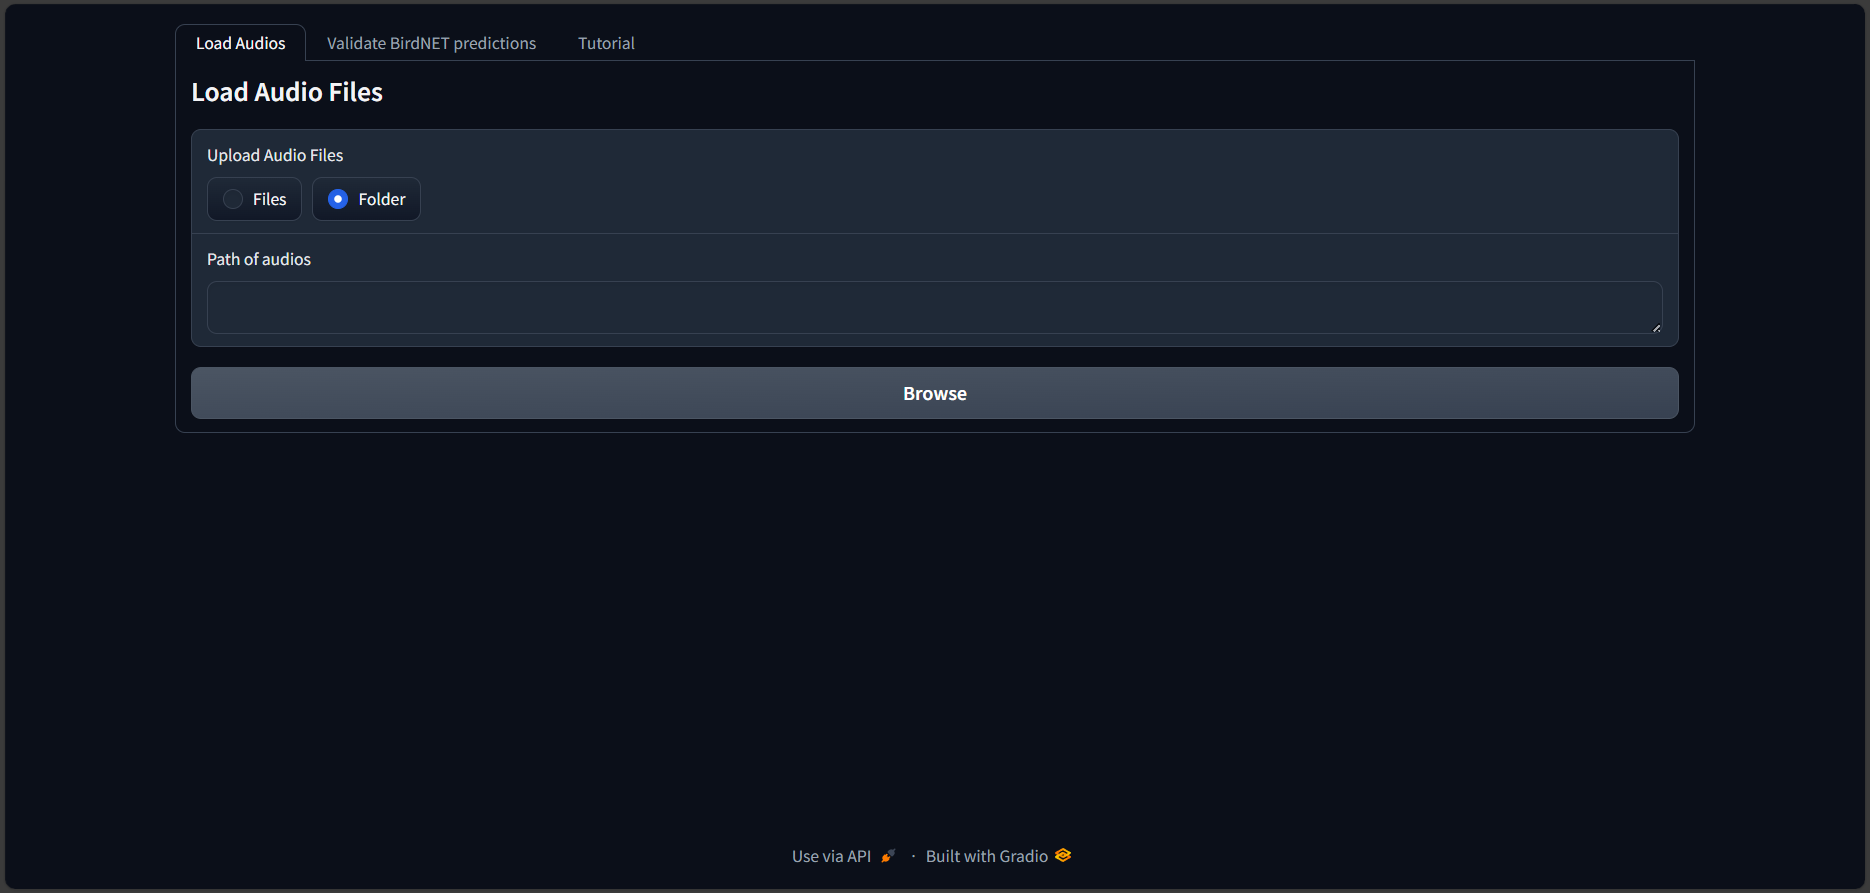 Load Audios Validate BirdNET predictions Tutorial
Load Audio Files
Upload Audio Files
Files Folder
Path of audios
Browse
Use via API · Built with Gradio